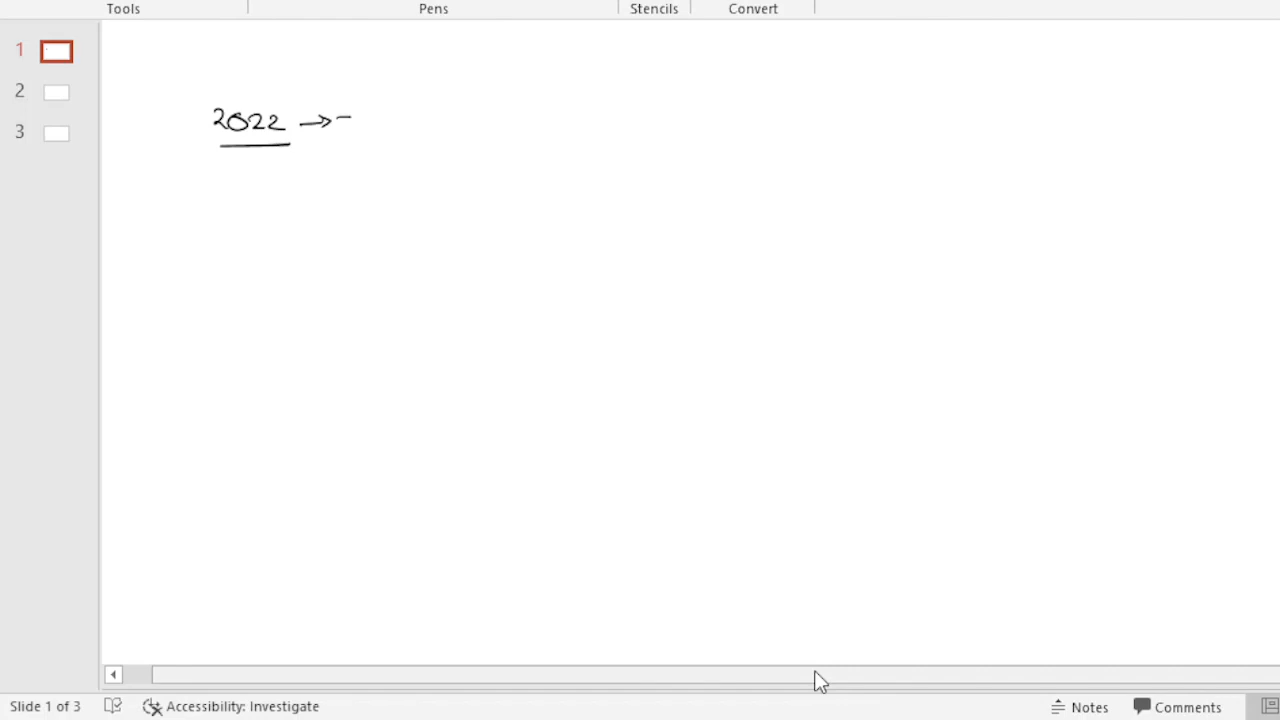 Tools Pens Stencils Convert
1
2
3
2022 →
Slide 1 of 3 Accessibility: Investigate Notes Comments